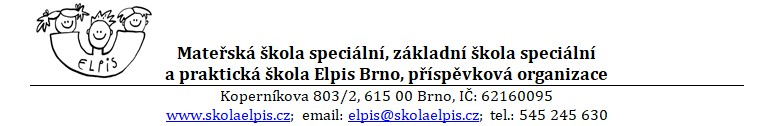 ELPIS
Mateřská škola speciální, základní škola speciální
a praktická škola Elpis Brno, příspěvková organizace
Koperníkova 803/2, 615 00 Brno, IČ: 62160095
www.skolaelpis.cz; email: elpis@skolaelpis.cz; tel.: 545 245 630